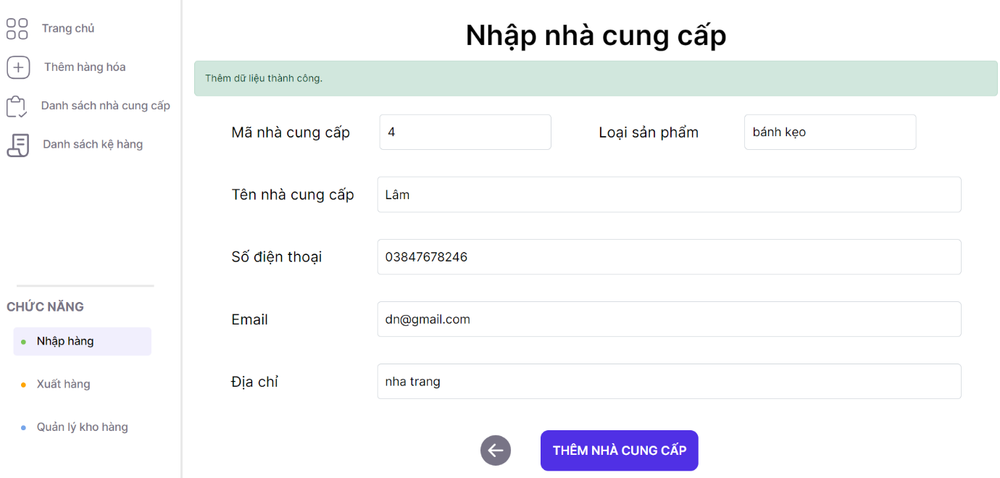 Trang chủ
Thêm hàng hóa
Danh sách nhà cung cấp
Danh sách kệ hàng
CHỨC NĂNG
Nhập hàng
Xuất hàng
Quản lý kho hàng
Nhập nhà cung cấp
Thêm dữ liệu thành công.
Mã nhà cung cấp 4 Loại sản phẩm bánh kẹo
Tên nhà cung cấp Lâm
Số điện thoại 03847678246
Email dn@gmail.com
Địa chỉ nha trang
THÊM NHÀ CUNG CẤP